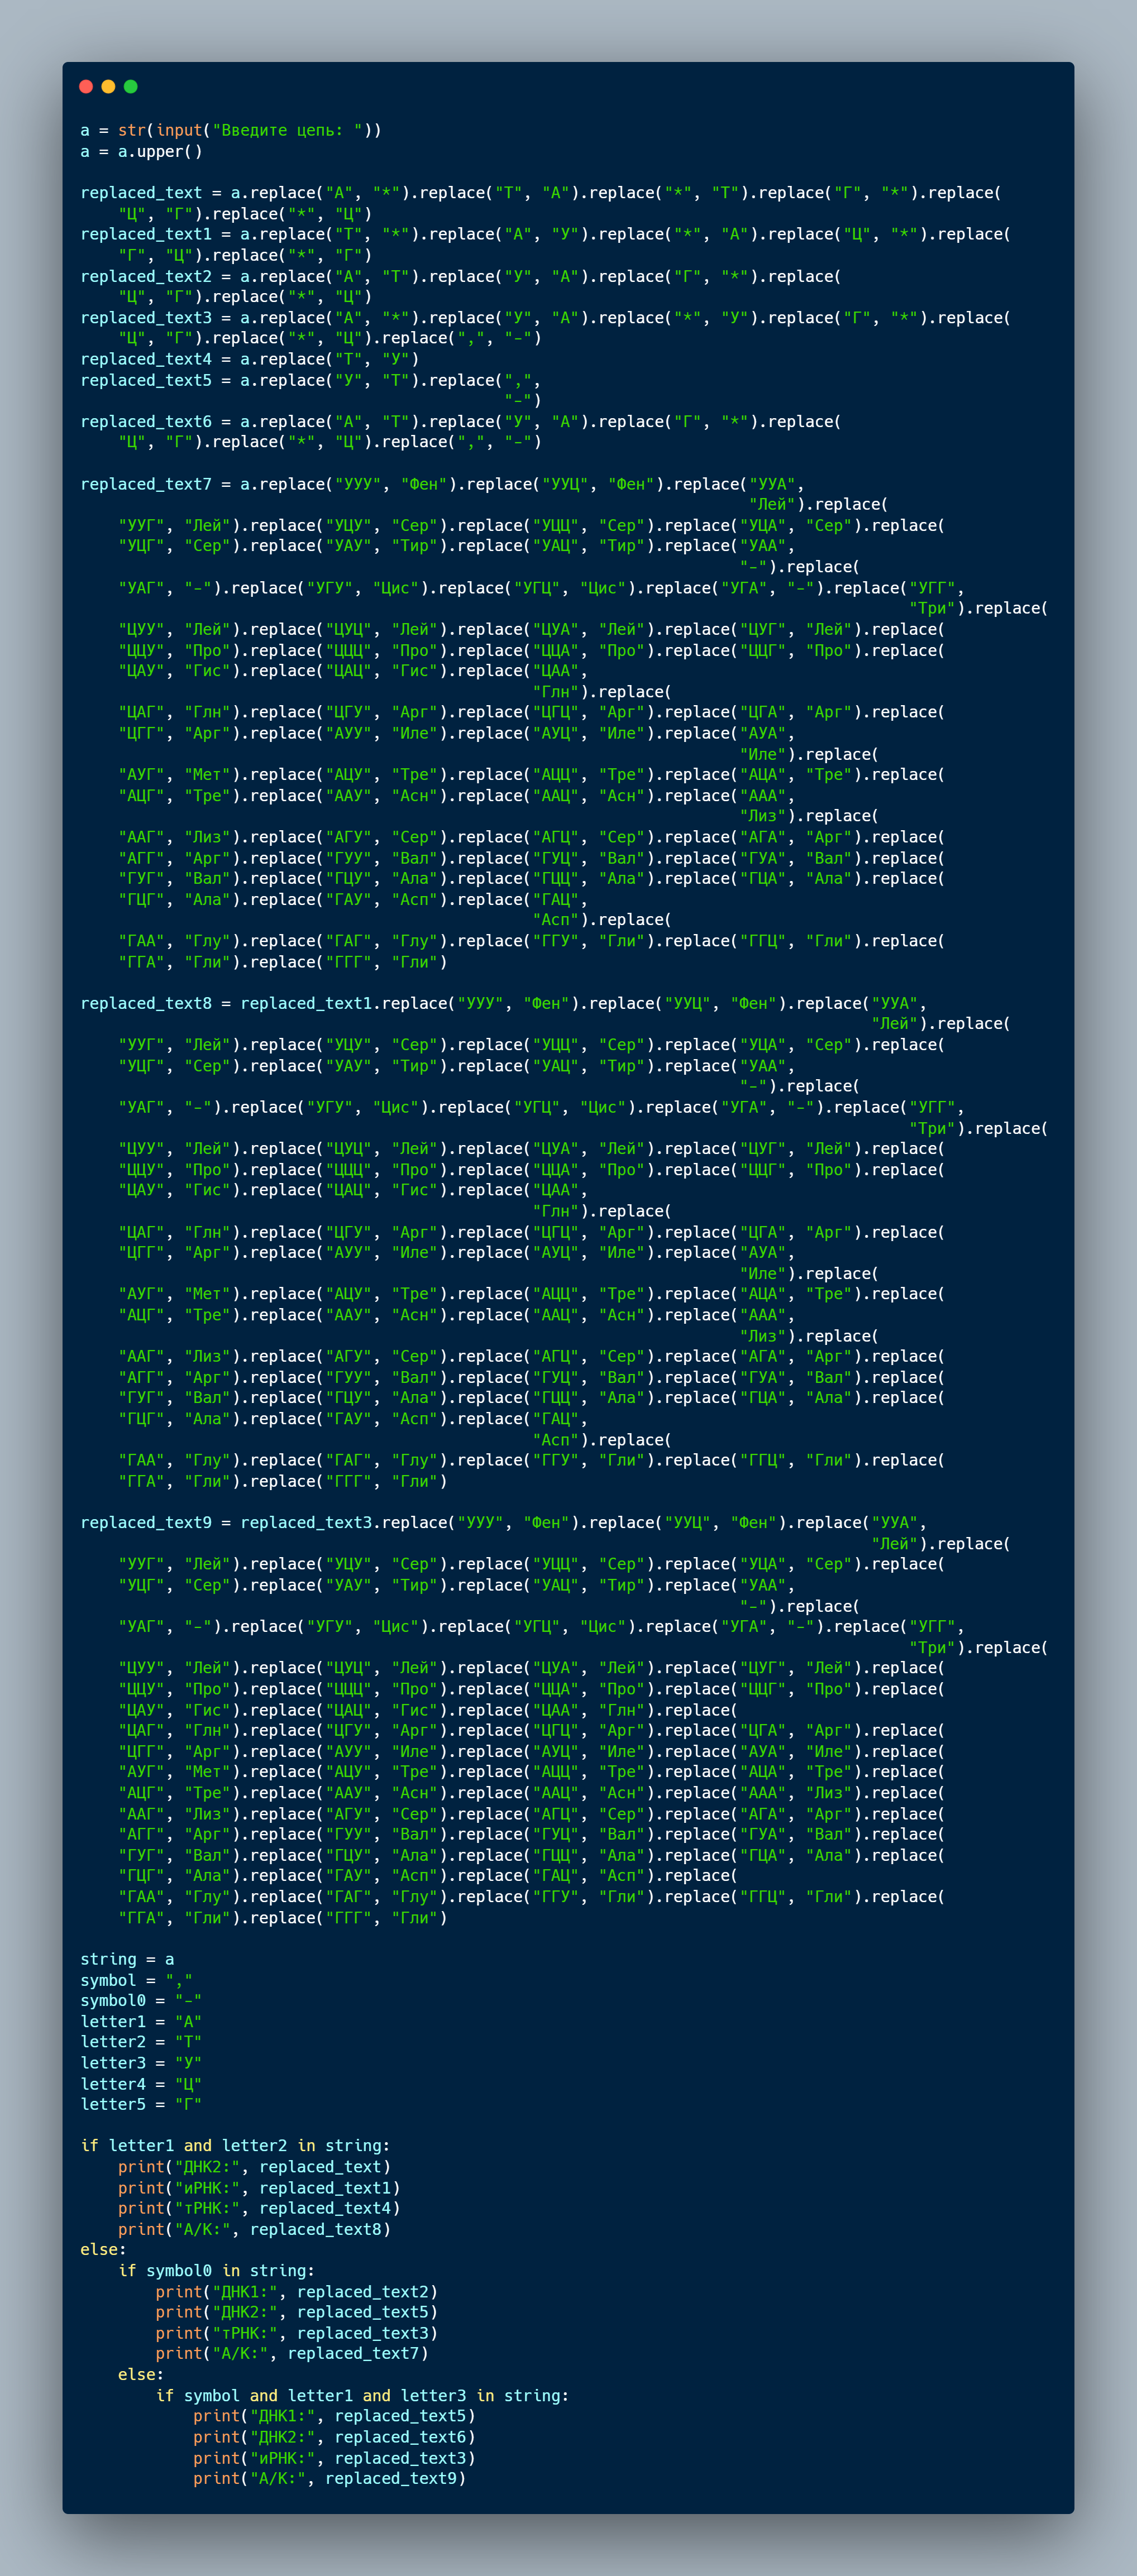 a = str(input("Введите цепь: "))
a = a.upper()
replaced_text = a.replace("А", "*").replace("Т", "А").replace("*", "Т").replace("Г", "*").replace(
"Ц", "Г").replace("*", "Ц")
replaced_text1 = a.replace("Т", "*").replace("А", "У").replace("*", "А").replace("Ц", "*").replace(
"Г", "Ц").replace("*", "Г")
replaced_text2 = a.replace("А", "Т").replace("У", "А").replace("Г", "*").replace(
"Ц", "Г").replace("*", "Ц")
replaced_text3 = a.replace("А", "*").replace("У", "А").replace("*", "У").replace("Г", "*").replace(
"Ц", "Г").replace("*", "Ц").replace(",", "-")
replaced_text4 = a.replace("Т", "У")
replaced_text5 = a.replace("У", "Т").replace(",",
"-")
replaced_text6 = a.replace("А", "Т").replace("У", "А").replace("Г", "*").replace(
"Ц", "Г").replace("*", "Ц").replace(",", "-")
replaced_text7 = a.replace("УУУ", "Фен").replace("УУЦ", "Фен").replace("УУА",
"Лей").replace(
"УУГ", "Лей").replace("УЦУ", "Сер").replace("УЦЦ", "Сер").replace("УЦА", "Сер").replace(
"УЦГ", "Сер").replace("УАУ", "Тир").replace("УАЦ", "Тир").replace("УАА",
"-").replace(
"УАГ", "-").replace("УГУ", "Цис").replace("УГЦ", "Цис").replace("УГА", "-").replace("УГГ",
"Три").replace(
"ЦУУ", "Лей").replace("ЦУЦ", "Лей").replace("ЦУА", "Лей").replace("ЦУГ", "Лей").replace(
"ЦЦУ", "Про").replace("ЦЦЦ", "Про").replace("ЦЦА", "Про").replace("ЦЦГ", "Про").replace(
"ЦАУ", "Гис").replace("ЦАЦ", "Гис").replace("ЦАА",
"Глн").replace(
"ЦАГ", "Глн").replace("ЦГУ", "Арг").replace("ЦГЦ", "Арг").replace("ЦГА", "Арг").replace(
"ЦГГ", "Арг").replace("АУУ", "Иле").replace("АУЦ", "Иле").replace("АУА",
"Иле").replace(
"АУГ", "Мет").replace("АЦУ", "Тре").replace("АЦЦ", "Тре").replace("АЦА", "Тре").replace(
"АЦГ", "Тре").replace("ААУ", "Асн").replace("ААЦ", "Асн").replace("ААА",
"Лиз").replace(
"ААГ", "Лиз").replace("АГУ", "Сер").replace("АГЦ", "Сер").replace("АГА", "Арг").replace(
"АГГ", "Арг").replace("ГУУ", "Вал").replace("ГУЦ", "Вал").replace("ГУА", "Вал").replace(
"ГУГ", "Вал").replace("ГЦУ", "Ала").replace("ГЦЦ", "Ала").replace("ГЦА", "Ала").replace(
"ГЦГ", "Ала").replace("ГАУ", "Асп").replace("ГАЦ",
"Асп").replace(
"ГАА", "Глу").replace("ГАГ", "Глу").replace("ГГУ", "Гли").replace("ГГЦ", "Гли").replace(
"ГГА", "Гли").replace("ГГГ", "Гли")
replaced_text8 = replaced_text1.replace("УУУ", "Фен").replace("УУЦ", "Фен").replace("УУА",
"Лей").replace(
"УУГ", "Лей").replace("УЦУ", "Сер").replace("УЦЦ", "Сер").replace("УЦА", "Сер").replace(
"УЦГ", "Сер").replace("УАУ", "Тир").replace("УАЦ", "Тир").replace("УАА",
"-").replace(
"УАГ", "-").replace("УГУ", "Цис").replace("УГЦ", "Цис").replace("УГА", "-").replace("УГГ",
"Три").replace(
"ЦУУ", "Лей").replace("ЦУЦ", "Лей").replace("ЦУА", "Лей").replace("ЦУГ", "Лей").replace(
"ЦЦУ", "Про").replace("ЦЦЦ", "Про").replace("ЦЦА", "Про").replace("ЦЦГ", "Про").replace(
"ЦАУ", "Гис").replace("ЦАЦ", "Гис").replace("ЦАА",
"Глн").replace(
"ЦАГ", "Глн").replace("ЦГУ", "Арг").replace("ЦГЦ", "Арг").replace("ЦГА", "Арг").replace(
"ЦГГ", "Арг").replace("АУУ", "Иле").replace("АУЦ", "Иле").replace("АУА",
"Иле").replace(
"АУГ", "Мет").replace("АЦУ", "Тре").replace("АЦЦ", "Тре").replace("АЦА", "Тре").replace(
"АЦГ", "Тре").replace("ААУ", "Асн").replace("ААЦ", "Асн").replace("ААА",
"Лиз").replace(
"ААГ", "Лиз").replace("АГУ", "Сер").replace("АГЦ", "Сер").replace("АГА", "Арг").replace(
"АГГ", "Арг").replace("ГУУ", "Вал").replace("ГУЦ", "Вал").replace("ГУА", "Вал").replace(
"ГУГ", "Вал").replace("ГЦУ", "Ала").replace("ГЦЦ", "Ала").replace("ГЦА", "Ала").replace(
"ГЦГ", "Ала").replace("ГАУ", "Асп").replace("ГАЦ",
"Асп").replace(
"ГАА", "Глу").replace("ГАГ", "Глу").replace("ГГУ", "Гли").replace("ГГЦ", "Гли").replace(
"ГГА", "Гли").replace("ГГГ", "Гли")
replaced_text9 = replaced_text3.replace("УУУ", "Фен").replace("УУЦ", "Фен").replace("УУА",
"Лей").replace(
"УУГ", "Лей").replace("УЦУ", "Сер").replace("УЦЦ", "Сер").replace("УЦА", "Сер").replace(
"УЦГ", "Сер").replace("УАУ", "Тир").replace("УАЦ", "Тир").replace("УАА",
"-").replace(
"УАГ", "-").replace("УГУ", "Цис").replace("УГЦ", "Цис").replace("УГА", "-").replace("УГГ",
"Три").replace(
"ЦУУ", "Лей").replace("ЦУЦ", "Лей").replace("ЦУА", "Лей").replace("ЦУГ", "Лей").replace(
"ЦЦУ", "Про").replace("ЦЦЦ", "Про").replace("ЦЦА", "Про").replace("ЦЦГ", "Про").replace(
"ЦАУ", "Гис").replace("ЦАЦ", "Гис").replace("ЦАА", "Глн").replace(
"ЦАГ", "Глн").replace("ЦГУ", "Арг").replace("ЦГЦ", "Арг").replace("ЦГА", "Арг").replace(
"ЦГГ", "Арг").replace("АУУ", "Иле").replace("АУЦ", "Иле").replace("АУА", "Иле").replace(
"АУГ", "Мет").replace("АЦУ", "Тре").replace("АЦЦ", "Тре").replace("АЦА", "Тре").replace(
"АЦГ", "Тре").replace("ААУ", "Асн").replace("ААЦ", "Асн").replace("ААА", "Лиз").replace(
"ААГ", "Лиз").replace("АГУ", "Сер").replace("АГЦ", "Сер").replace("АГА", "Арг").replace(
"АГГ", "Арг").replace("ГУУ", "Вал").replace("ГУЦ", "Вал").replace("ГУА", "Вал").replace(
"ГУГ", "Вал").replace("ГЦУ", "Ала").replace("ГЦЦ", "Ала").replace("ГЦА", "Ала").replace(
"ГЦГ", "Ала").replace("ГАУ", "Асп").replace("ГАЦ", "Асп").replace(
"ГАА", "Глу").replace("ГАГ", "Глу").replace("ГГУ", "Гли").replace("ГГЦ", "Гли").replace(
"ГГА", "Гли").replace("ГГГ", "Гли")
string = a
symbol = ","
symbol0 = "-"
letter1 = "А"
letter2 = "Т"
letter3 = "У"
letter4 = "Ц"
letter5 = "Г"
if letter1 and letter2 in string:
print("ДНК2:", replaced_text)
print("иРНК:", replaced_text1)
print("тРНК:", replaced_text4)
print("А/К:", replaced_text8)
else:
if symbol0 in string:
print("ДНК1:", replaced_text2)
print("ДНК2:", replaced_text5)
print("тРНК:", replaced_text3)
print("А/К:", replaced_text7)
else:
if symbol and letter1 and letter3 in string:
print("ДНК1:", replaced_text5)
print("ДНК2:", replaced_text6)
print("иРНК:", replaced_text3)
print("А/К:", replaced_text9)